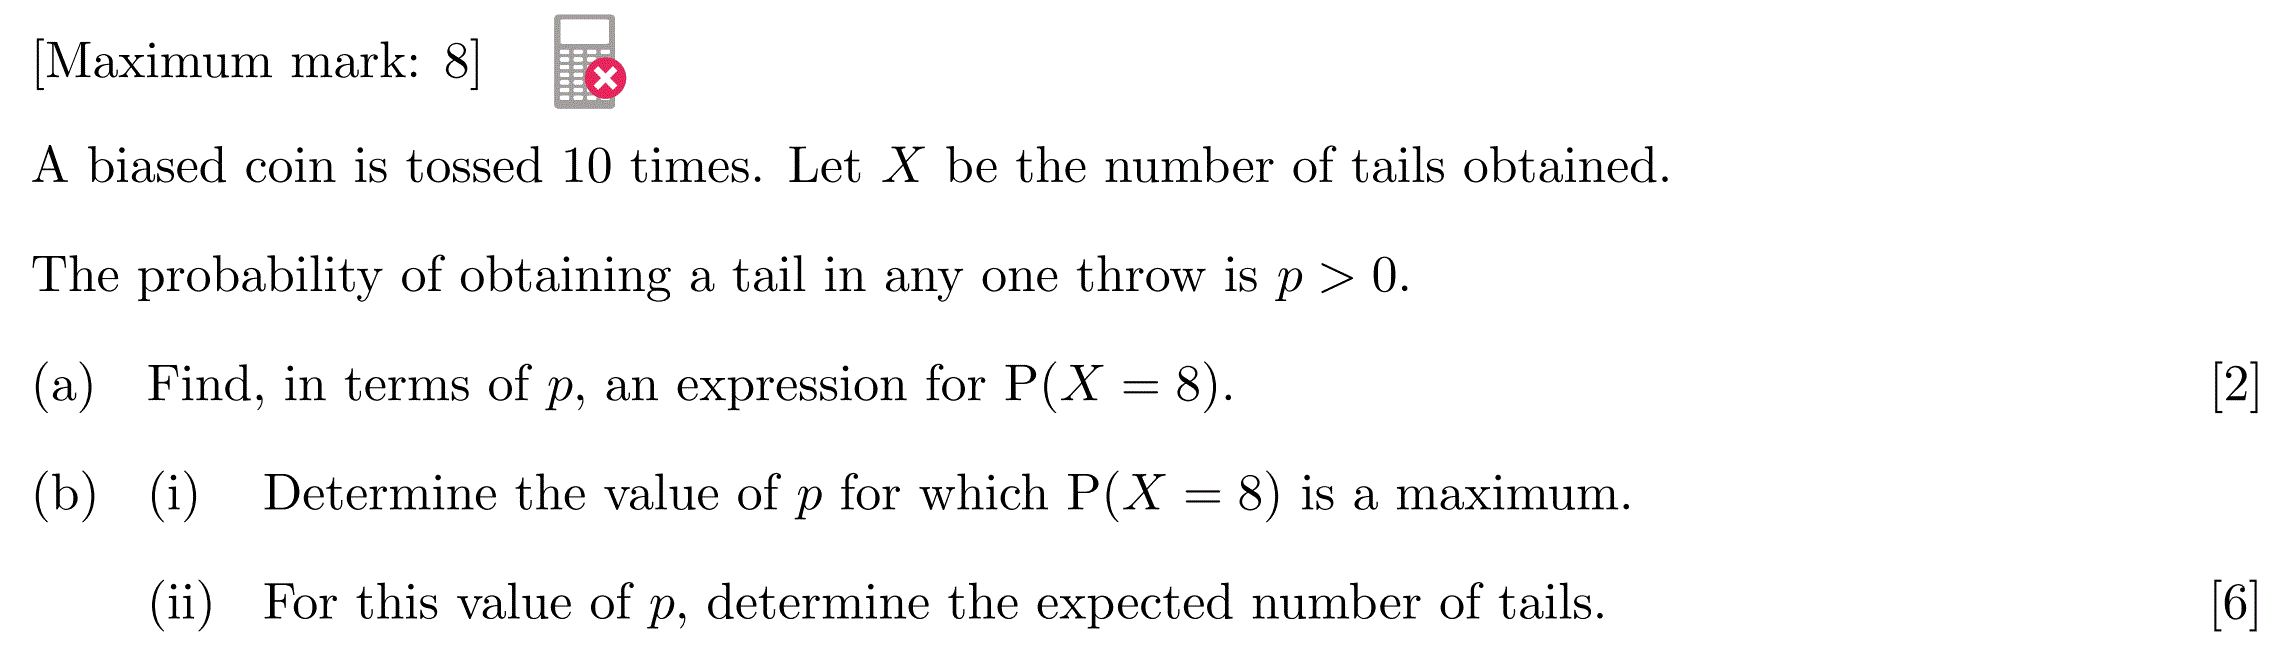 [Maximum mark: 8]
A biased coin is tossed 10 times. Let X be the number of tails obtained.
The probability of obtaining a tail in any one throw is p > 0.
(a) Find, in terms of p, an expression for P(X = 8). [2]
(b) (i) Determine the value of p for which P(X = 8) is a maximum.
(ii) For this value of p, determine the expected number of tails. [6]